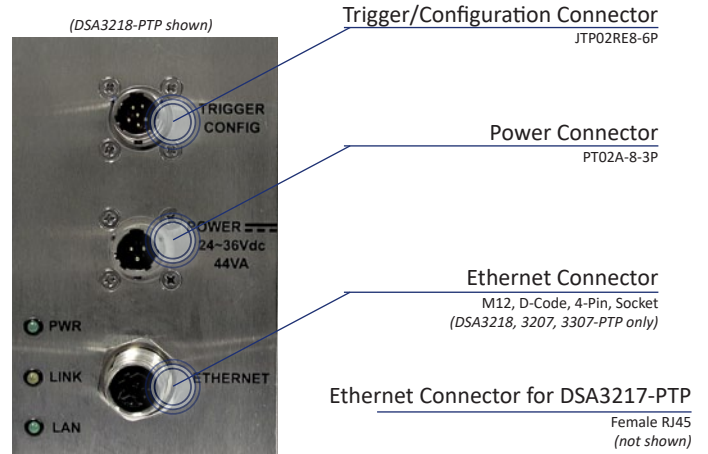 (DSA3218-PTP shown)
Trigger/Configuration Connector
JTP02RE8-6P
TRIGGER
CONFIG
Power Connector
PT02A-8-3P
POWER
24~36Vdc
44VA
Ethernet Connector
M12, D-Code, 4-Pin, Socket
(DSA3218, 3207, 3307-PTP only)
PWR
LINK
ETHERNET
LAN
Ethernet Connector for DSA3217-PTP
Female RJ45
(not shown)